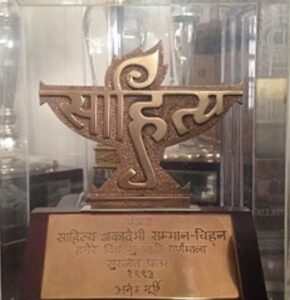 साहित्य
पंजाबी
साहित्य अकादेमी सम्मान-चिह्न
हनेरे विच सुलगदी वर्णमाला
सुरजीत पातर
१९९३